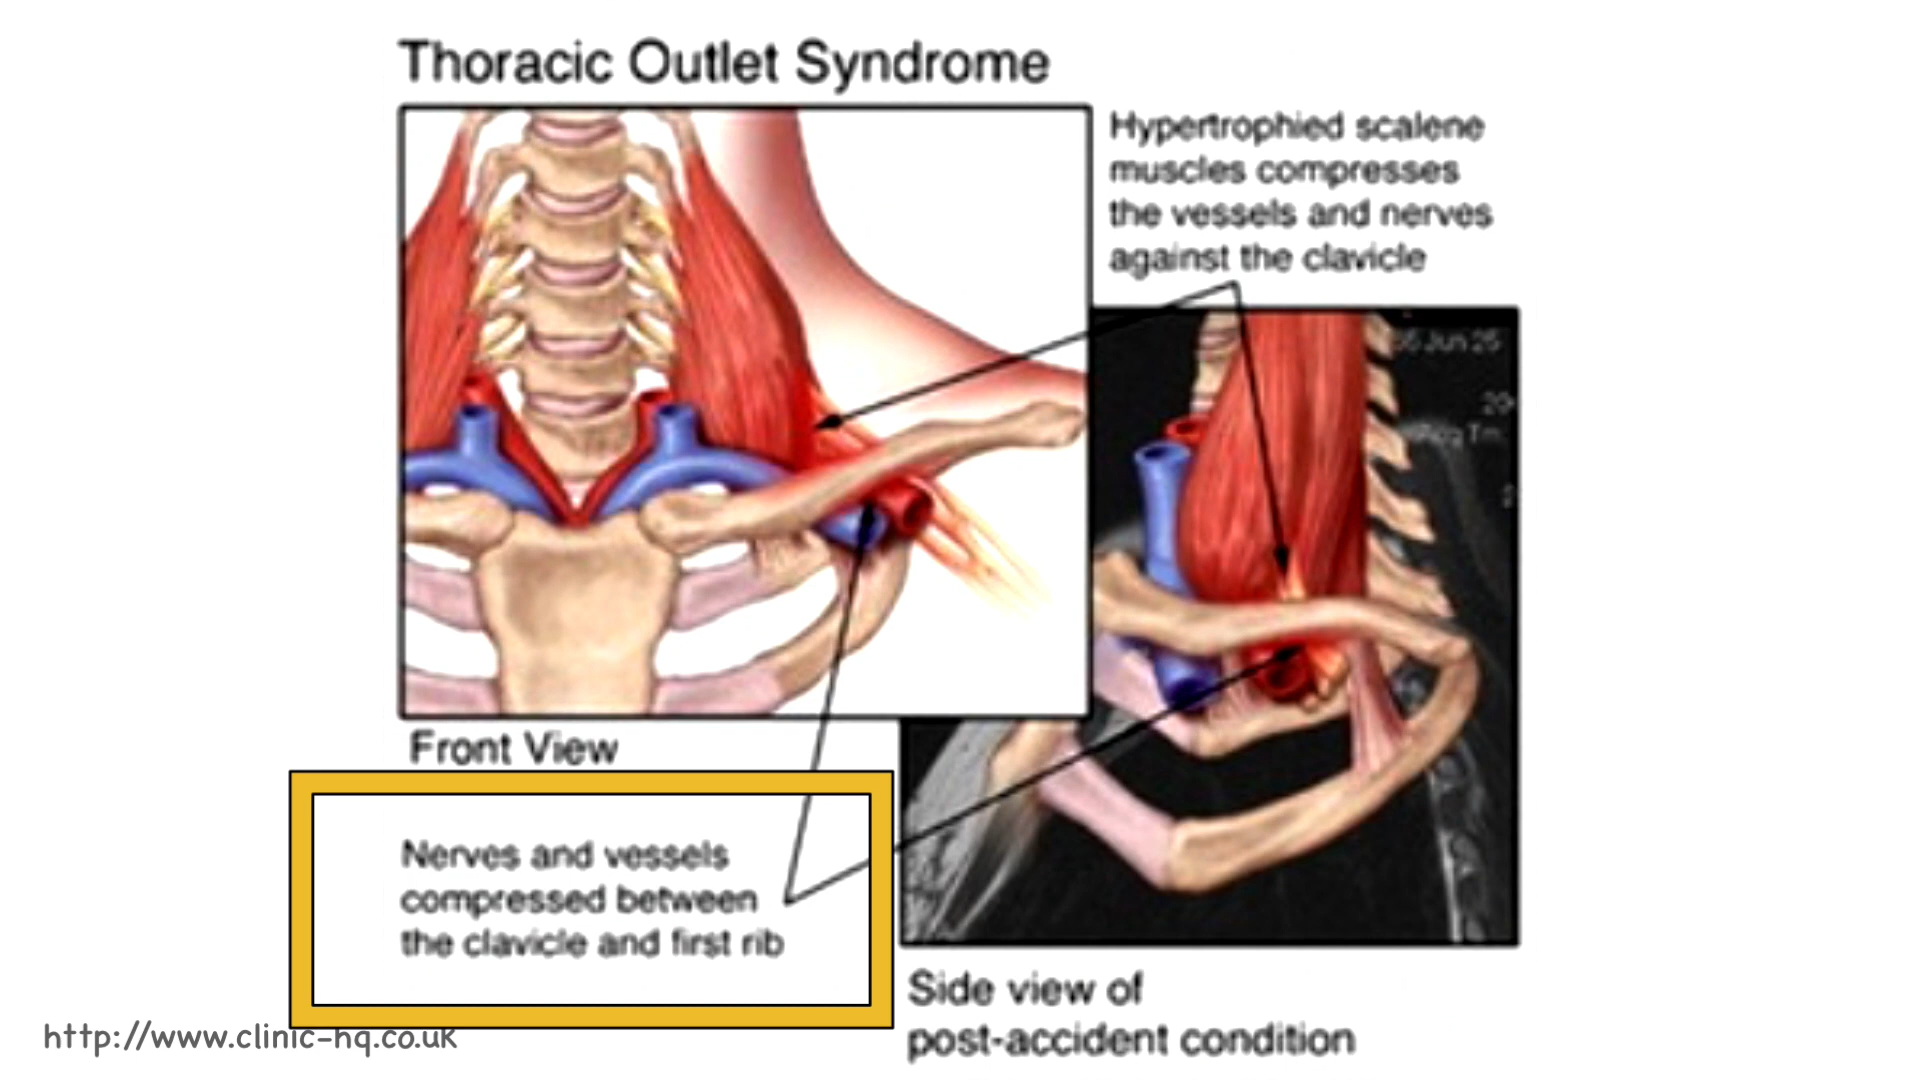 Thoracic Outlet Syndrome
Hypertrophied scalene
muscles compresses
the vessels and nerves
against the clavicle
Front View
Nerves and vessels
compressed between
the clavicle and first rib
Side view of
post-accident condition
http://www.clinic-hq.co.uk